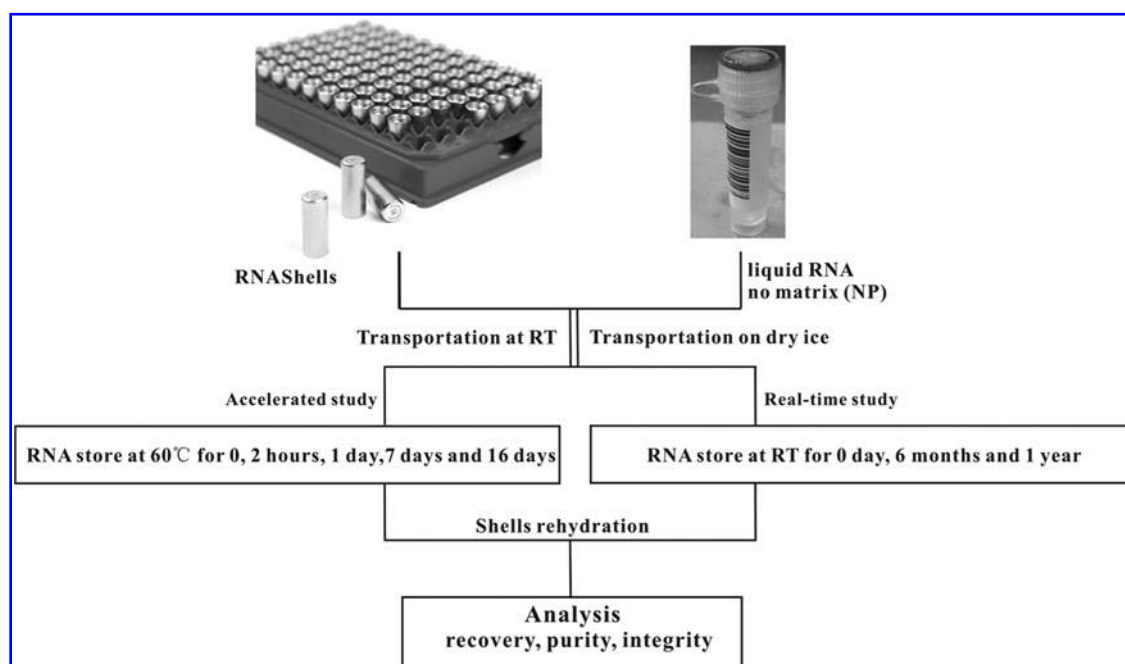 RNAShells
liquid RNA
no matrix (NP)
Transportation at RT
Transportation on dry ice
Accelerated study
Real-time study
RNA store at 60℃ for 0, 2 hours, 1 day,7 days and 16 days
RNA store at RT for 0 day, 6 months and 1 year
Shells rehydration
Analysis
recovery, purity, integrity